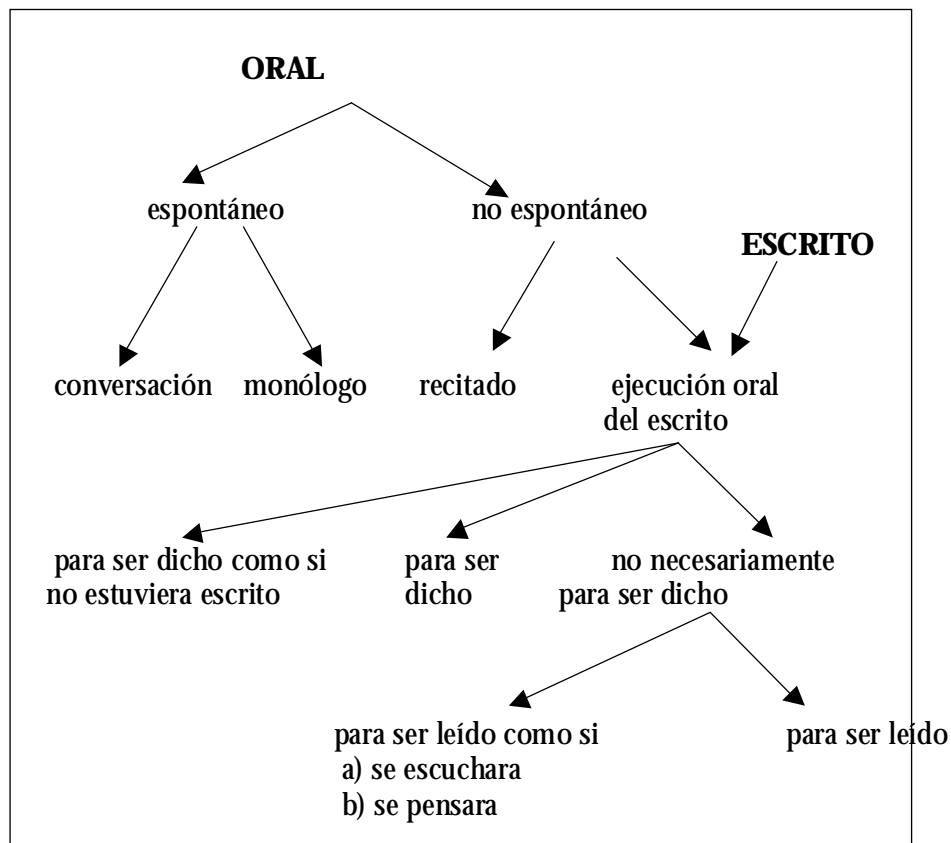 ORAL
espontáneo
no espontáneo
ESCRITO
conversación
monólogo
recitado
ejecución oral
del escrito
para ser dicho como si
no estuviera escrito
para ser
dicho
no necesariamente
para ser dicho
para ser leído como si
a) se escuchara
b) se pensara
para ser leído